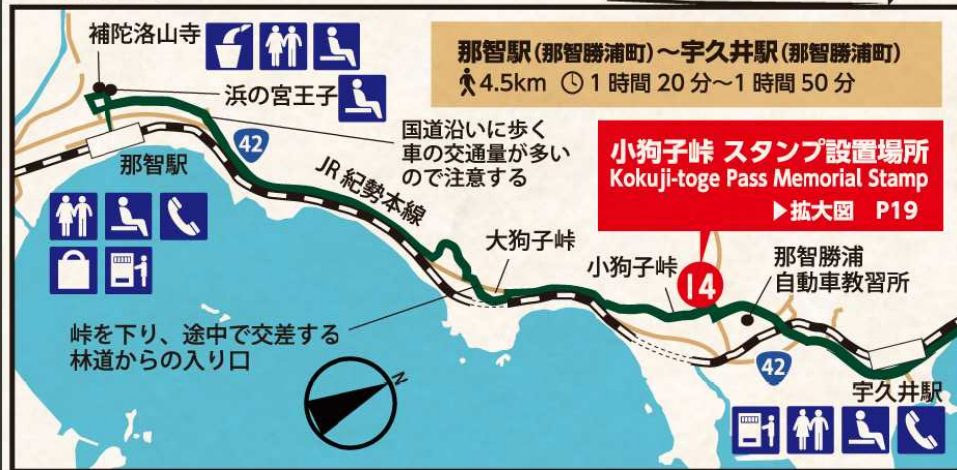 補陀洛山寺
浜の宮王子
那智駅(那智勝浦町)～宇久井駅(那智勝浦町)
4.5km 1時間20分～1時間50分
42
国道沿いに歩く
車の交通量が多い
ので注意する
那智駅
JR紀勢本線
小狗子峠 スタンプ設置場所
Kokuji-toge Pass Memorial Stamp
▶拡大図 P19
大狗子峠
小狗子峠
14
那智勝浦
自動車教習所
峠を下り、途中で交差する
林道からの入り口
N
42
宇久井駅